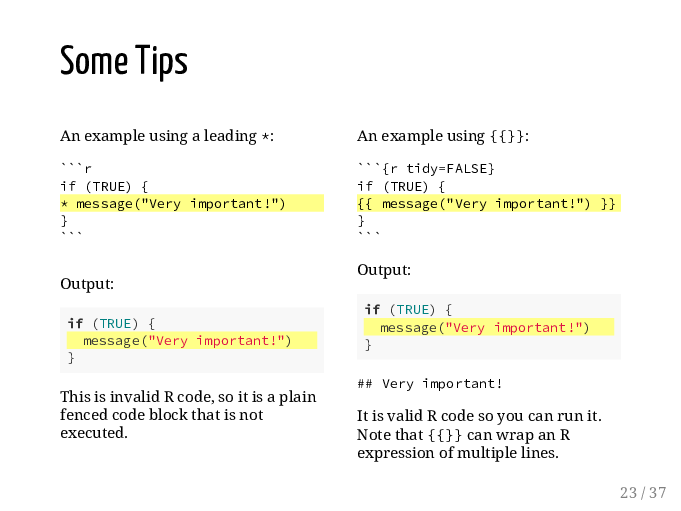 Some Tips
An example using a leading *:
```r
if (TRUE) {
* message("Very important!")
}
```
Output:
if (TRUE) {
  message("Very important!")
}
This is invalid R code, so it is a plain
fenced code block that is not
executed.
An example using {{}}:
```{r tidy=FALSE}
if (TRUE) {
{{ message("Very important!") }}
}
```
Output:
if (TRUE) {
  message("Very important!")
}
## Very important!
It is valid R code so you can run it.
Note that {{}} can wrap an R
expression of multiple lines.
23 / 37